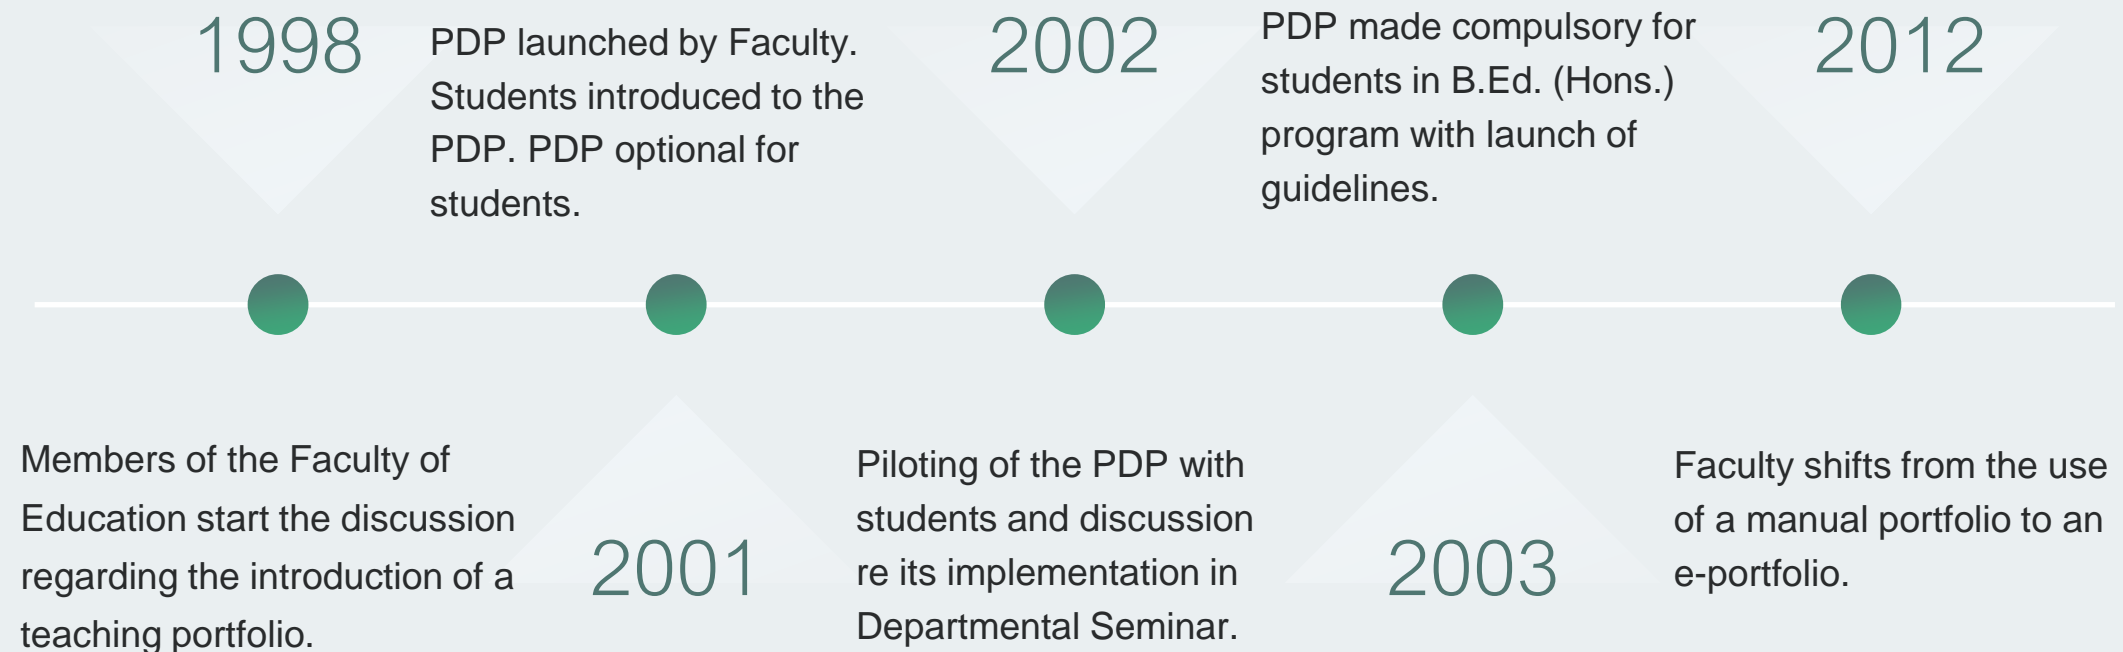 1998
Members of the Faculty of
Education start the discussion
regarding the introduction of a
teaching portfolio.
PDP launched by Faculty.
Students introduced to the
PDP. PDP optional for
students.
2001
2002
Piloting of the PDP with
students and discussion
re its implementation in
Departmental Seminar.
PDP made compulsory for
students in B.Ed. (Hons.)
program with launch of
guidelines.
2003
2012
Faculty shifts from the use
of a manual portfolio to an
e-portfolio.